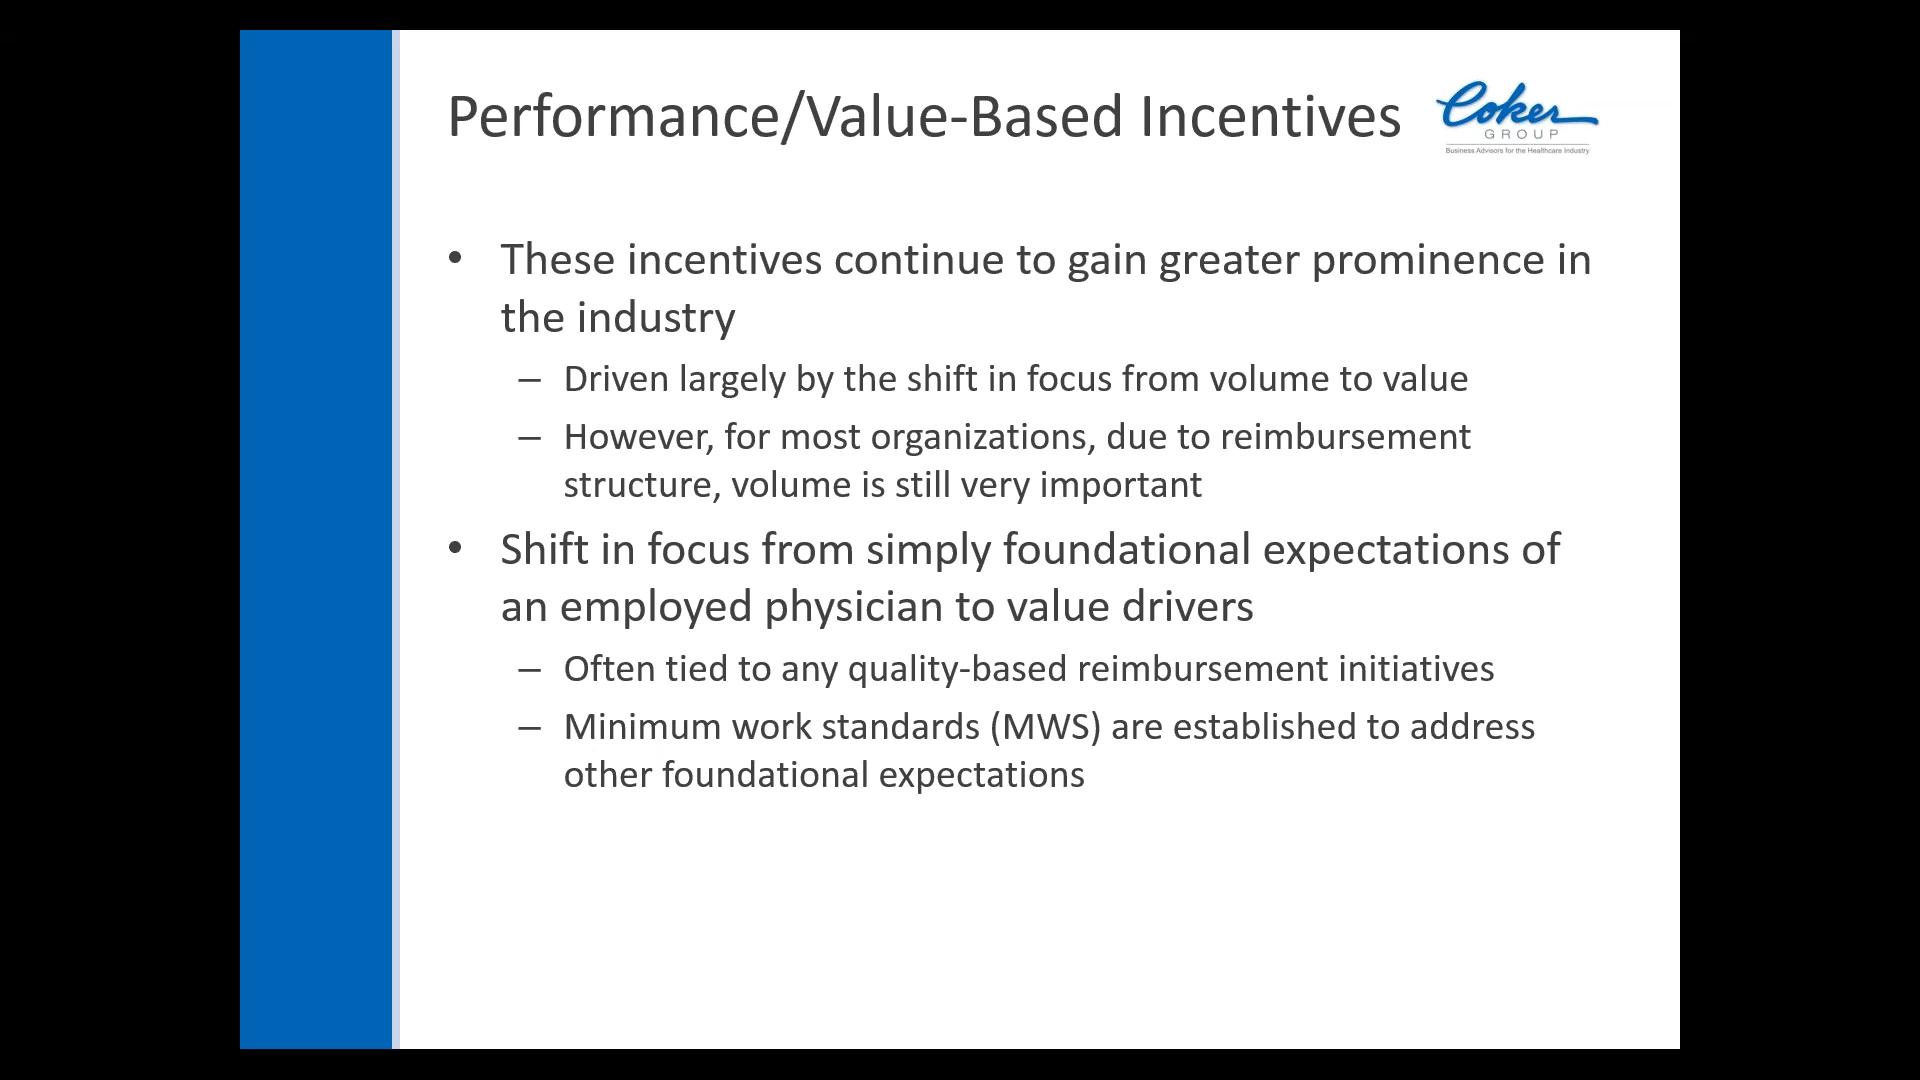 Performance/Value-Based Incentives
Coker
GROUP
Business Advisors for the Healthcare Industry
• These incentives continue to gain greater prominence in
the industry
– Driven largely by the shift in focus from volume to value
– However, for most organizations, due to reimbursement
structure, volume is still very important
• Shift in focus from simply foundational expectations of
an employed physician to value drivers
– Often tied to any quality-based reimbursement initiatives
– Minimum work standards (MWS) are established to address
other foundational expectations